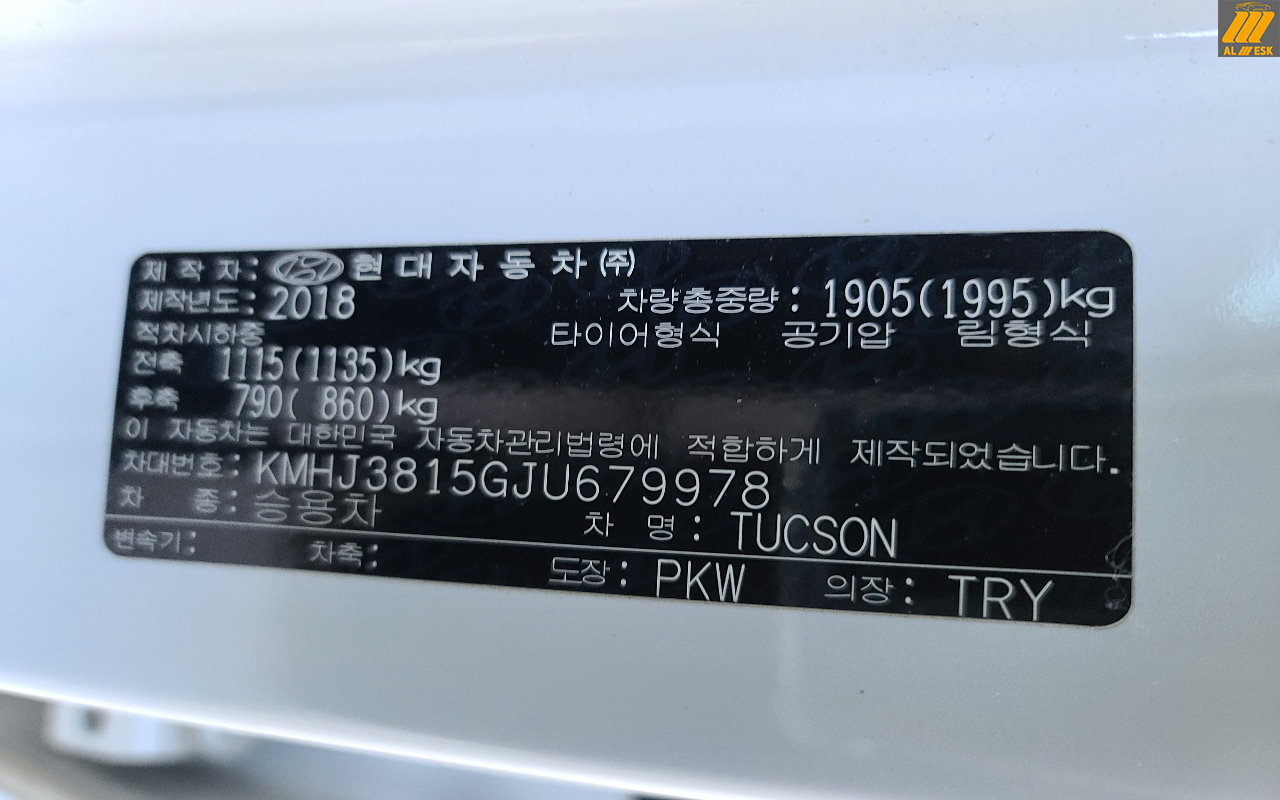 AL ESK
제작자: 현대자동차㈜
제작년도: 2018 차량총중량: 1905(1995)kg
적차시하중 타이어형식 공기압 림형식
전축 1115(1135)kg
후축 790( 860)kg
이 자동차는 대한민국 자동차관리법령에 적합하게 제작되었습니다.
차대번호: KMHJ3815GJU679978
차 종: 승용차 차 명: TUCSON
변속기: 차축: 도장: PKW 의장: TRY